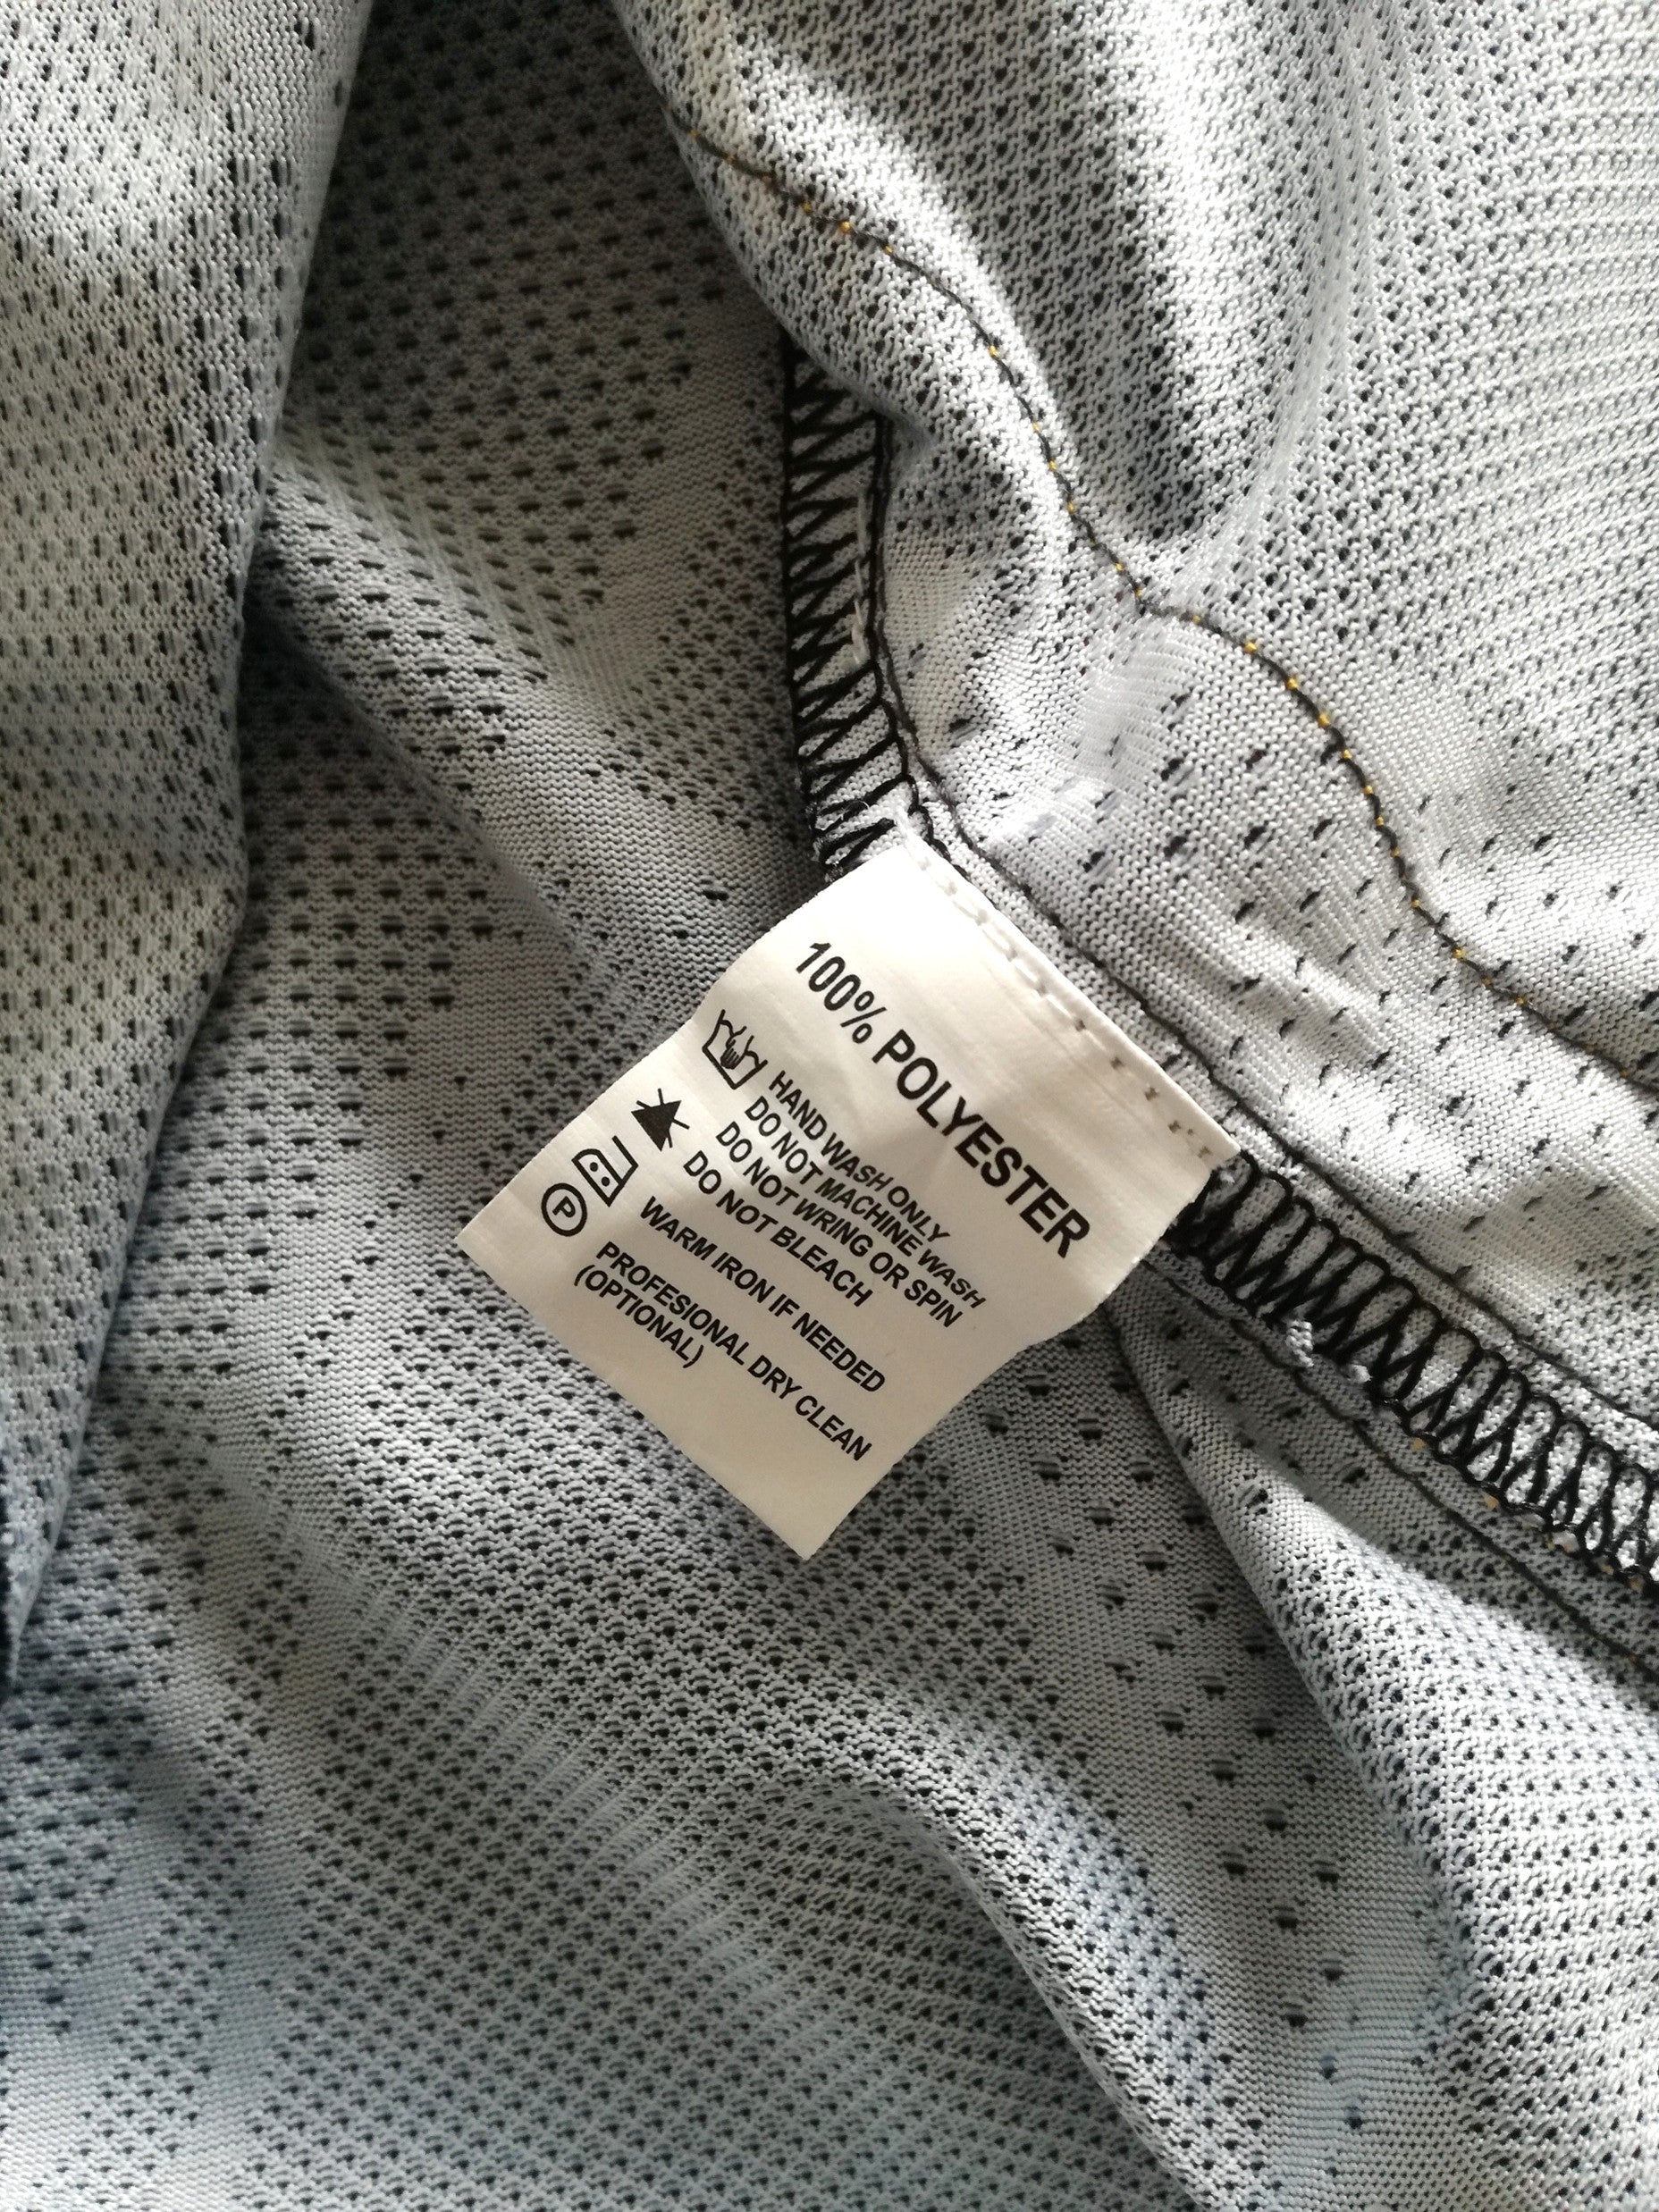 100% POLYESTER
HAND WASH ONLY
DO NOT MACHINE WASH
DO NOT WRING OR SPIN
DO NOT BLEACH
WARM IRON IF NEEDED
P
PROFESIONAL DRY CLEAN
(OPTIONAL)